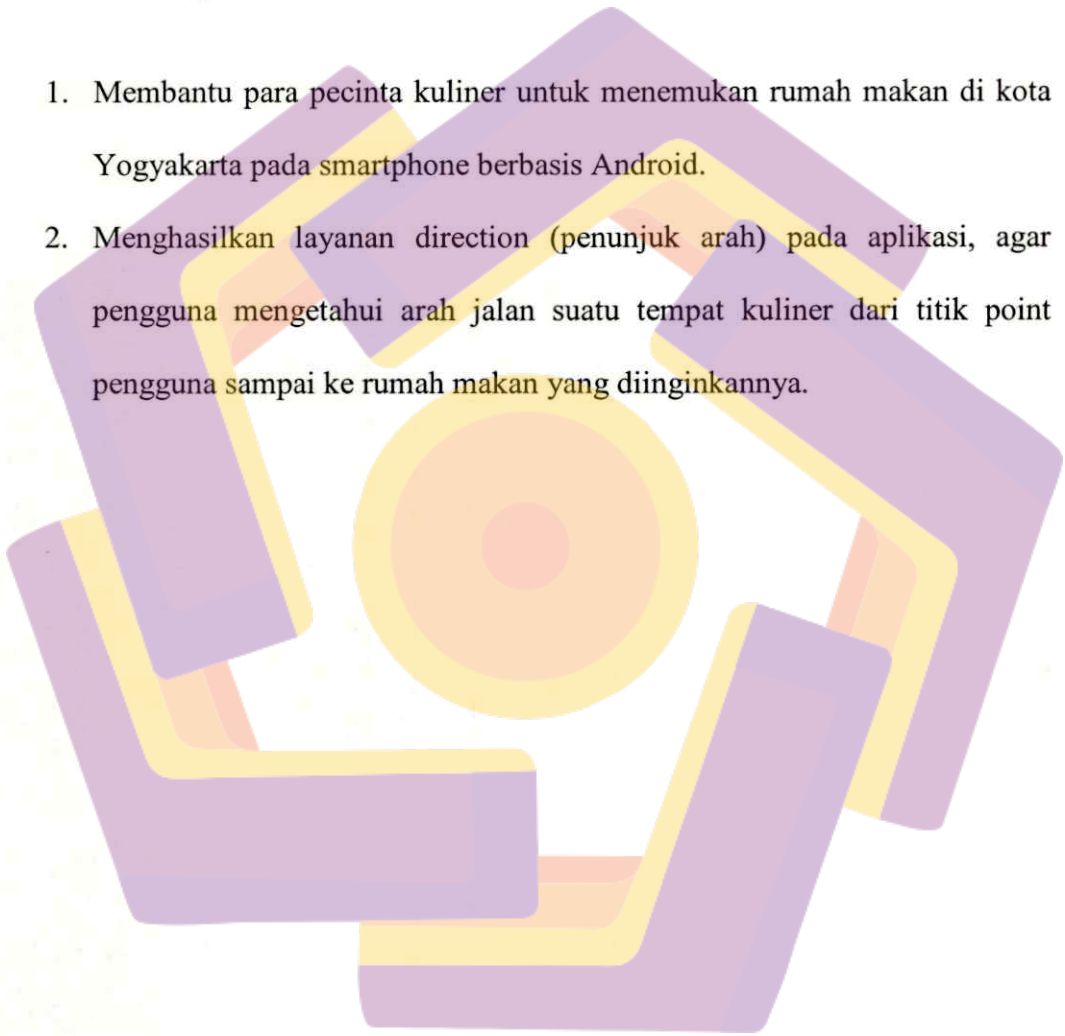 1. Membantu para pecinta kuliner untuk menemukan rumah makan di kota
Yogyakarta pada smartphone berbasis Android.
2. Menghasilkan layanan direction (penunjuk arah) pada aplikasi, agar
pengguna mengetahui arah jalan suatu tempat kuliner dari titik point
pengguna sampai ke rumah makan yang diinginkannya.